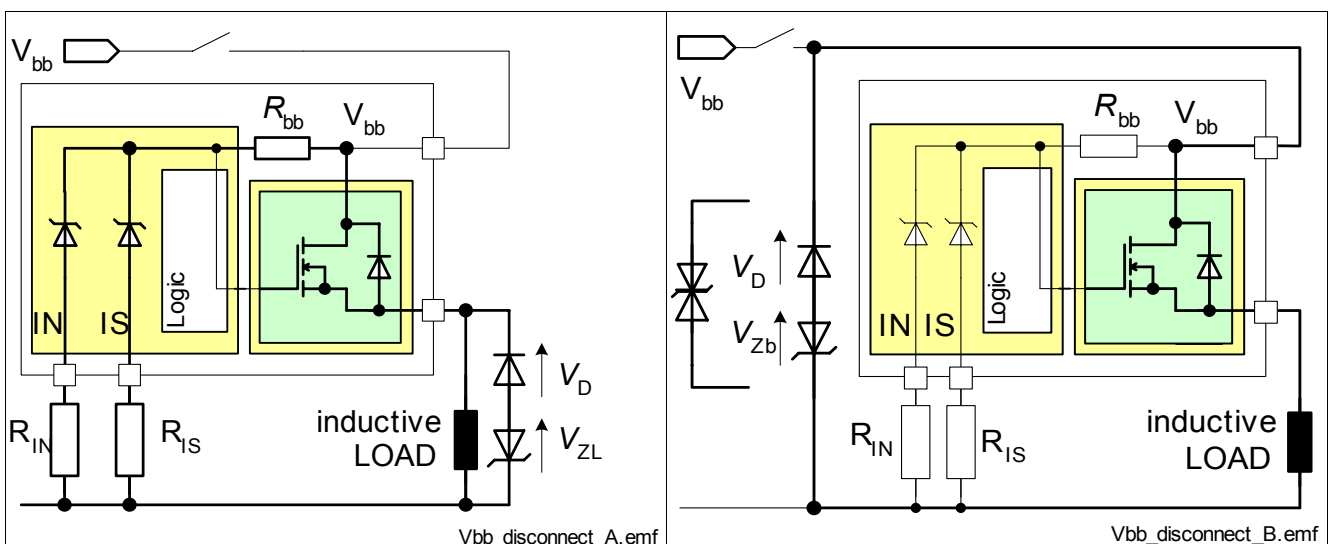 Vbb
Rbb
Vbb
Logic
IN
IS
VD
VZL
RIN
RIS
inductive
LOAD
Vbb_disconnect_A.emf
Vbb
Rbb
Vbb
Logic
VD
VZb
IN
IS
RIN
RIS
inductive
LOAD
Vbb_disconnect_B.emf